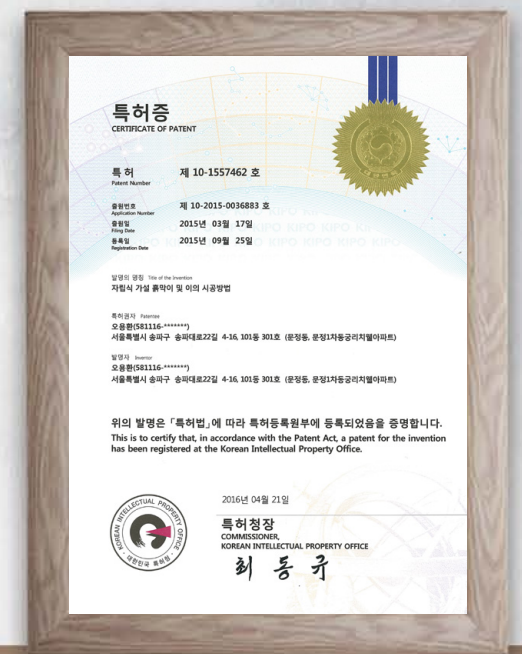 특허증
CERTIFICATE OF PATENT
특 허 제 10-1557462 호
Patent Number
출원번호 제 10-2015-0036883 호
Application Number
출원일 2015년 03월 17일
Filing Date
등록일 2015년 09월 25일
Registration Date
발명의 명칭 Title of the Invention
자립식 가설 흙막이 및 이의 시공방법
특허권자 Patentee
오용환(581116-*******)
서울특별시 송파구 송파대로22길 4-16, 101동 301호 (문정동, 문정1차동궁리치웰아파트)
발명자 Inventor
오용환(581116-*******)
서울특별시 송파구 송파대로22길 4-16, 101동 301호 (문정동, 문정1차동궁리치웰아파트)
위의 발명은 「특허법」에 따라 특허등록원부에 등록되었음을 증명합니다.
This is to certify that, in accordance with the Patent Act, a patent for the invention
has been registered at the Korean Intellectual Property Office.
2016년 04월 21일
특허청장
COMMISSIONER,
KOREAN INTELLECTUAL PROPERTY OFFICE
최동규
KOREAN INTELLECTUAL PROPERTY OFFICE
대한민국 특허청